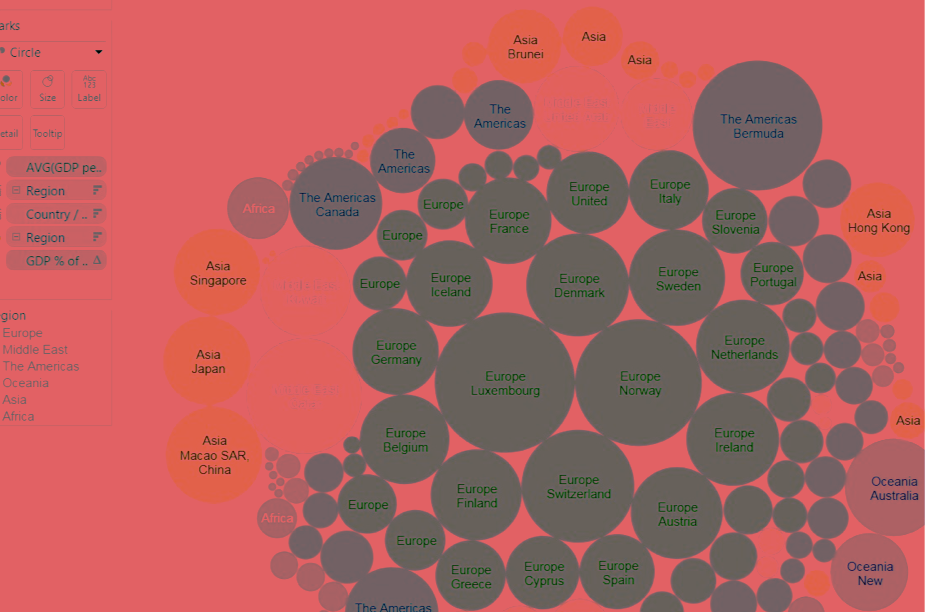 arks
Circle
olor
Size
Abc
123
Label
etail
Tooltip
AVG(GDP pe..
Region
Country / ..
Region
GDP % of ..
gion
Europe
Middle East
The Americas
Oceania
Asia
Africa
Asia
Brunei
Asia
Asia
The
Americas
The Americas
Bermuda
The
Americas
Africa
The Americas
Canada
Europe
Europe
Europe
France
Europe
United
Europe
Italy
Europe
Slovenia
Asia
Hong Kong
Asia
Singapore
Europe
Europe
Iceland
Europe
Denmark
Europe
Sweden
Europe
Portugal
Asia
Asia
Japan
Europe
Germany
Europe
Luxembourg
Europe
Norway
Europe
Netherlands
Asia
Macao SAR,
China
Europe
Belgium
Europe
Ireland
Asia
Europe
Finland
Europe
Switzerland
Europe
Austria
Oceania
Australia
Africa
Europe
Europe
Europe
Greece
Europe
Cyprus
Europe
Spain
Oceania
New
The Americas